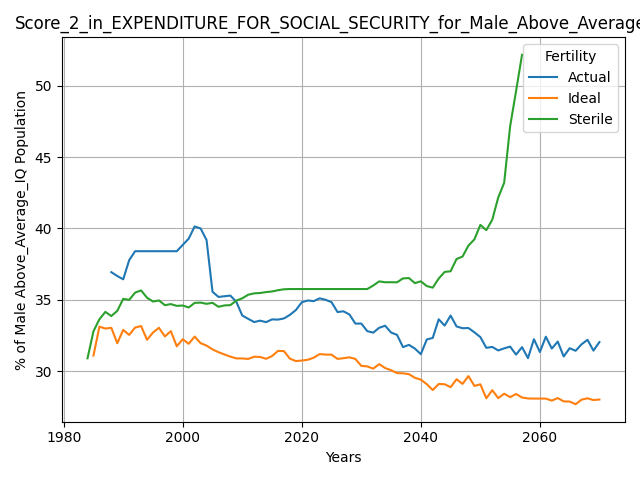 Score_2_in_EXPENDITURE_FOR_SOCIAL_SECURITY_for_Male_Above_Average
Fertility
Actual
Ideal
Sterile
% of Male Above_Average_IQ Population
50
45
40
35
30
1980
2000
2020
2040
2060
Years